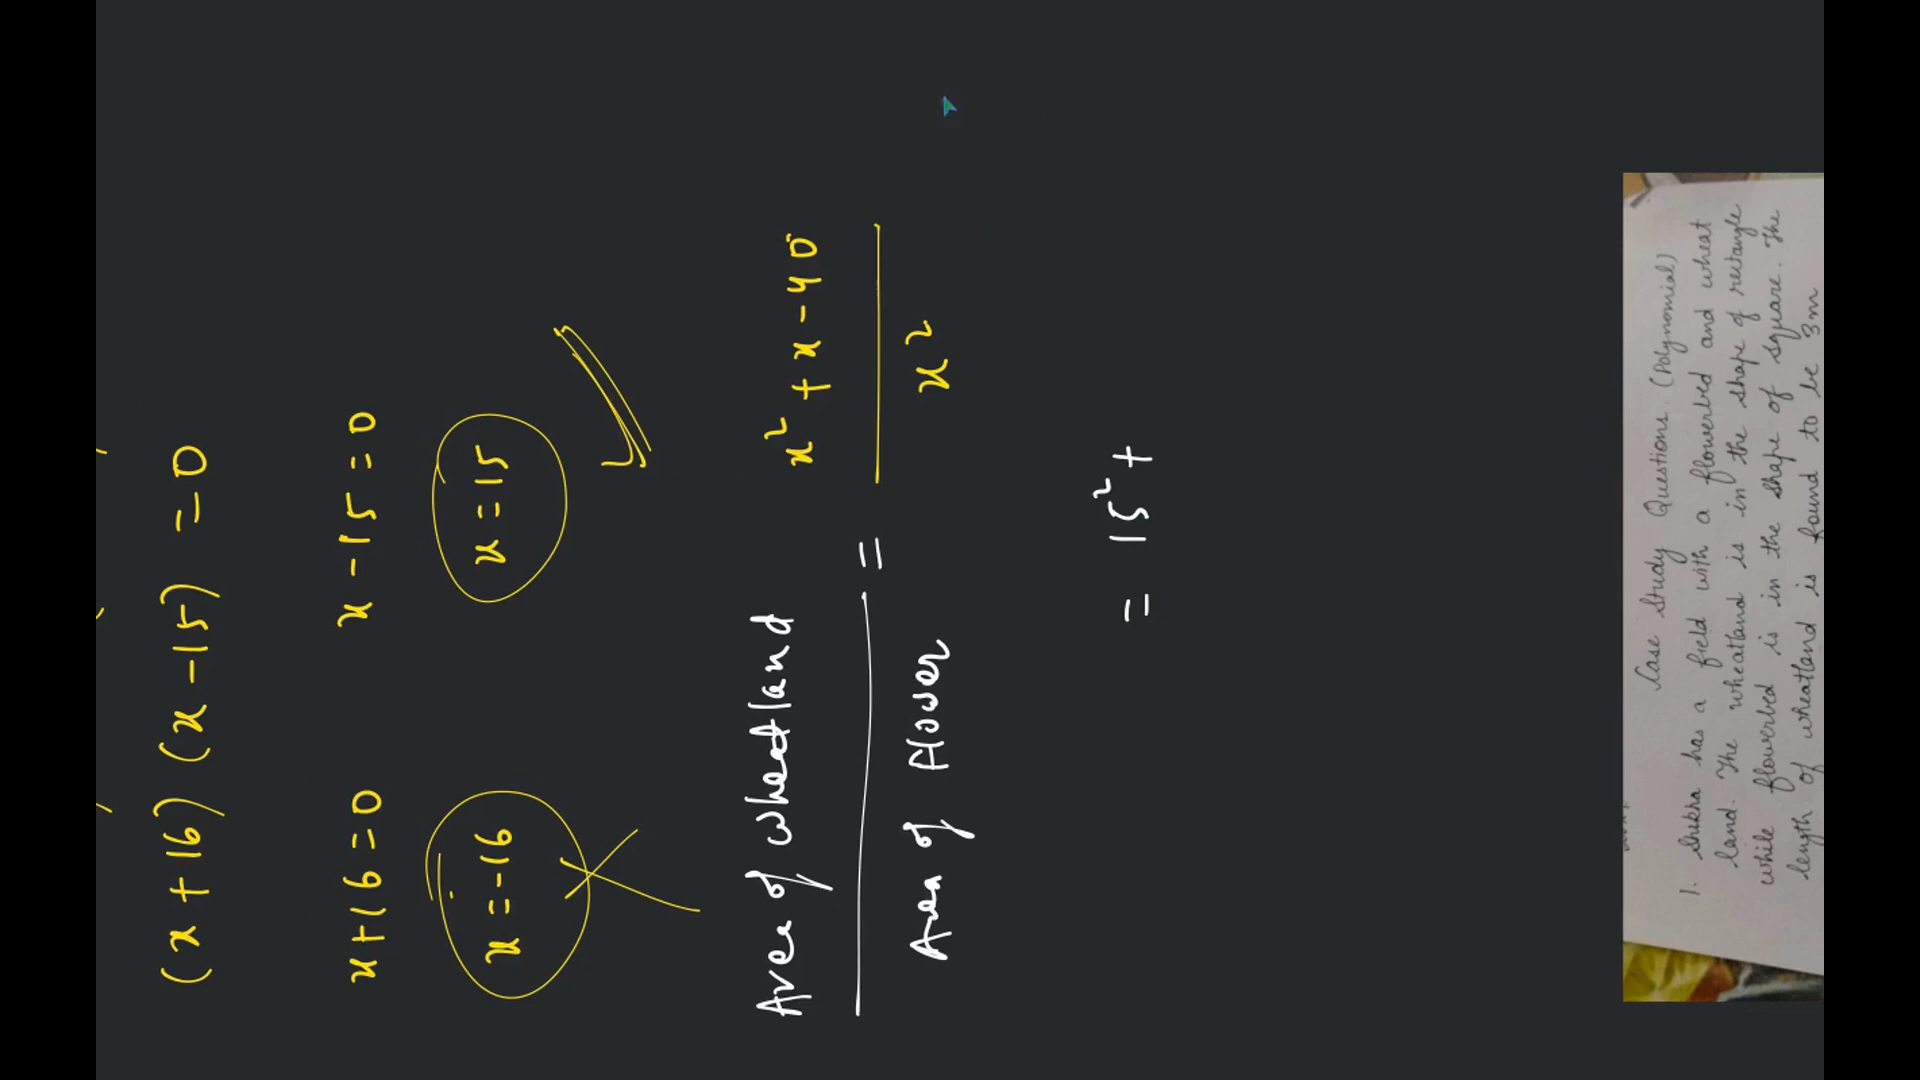 (x + 16) (x - 15) = 0
x + 16 = 0 x - 15 = 0
x = -16 x = 15
Area of wheatland / Area of flower = x² + x - 40 / x²
= 15² +
Case Study Questions. (Polynomial)
1. Shikha has a field with a flowerbed and wheat
land. The wheatland is in the shape of rectangle
while flowerbed is in the shape of square. The
length of wheatland is found to be 3m